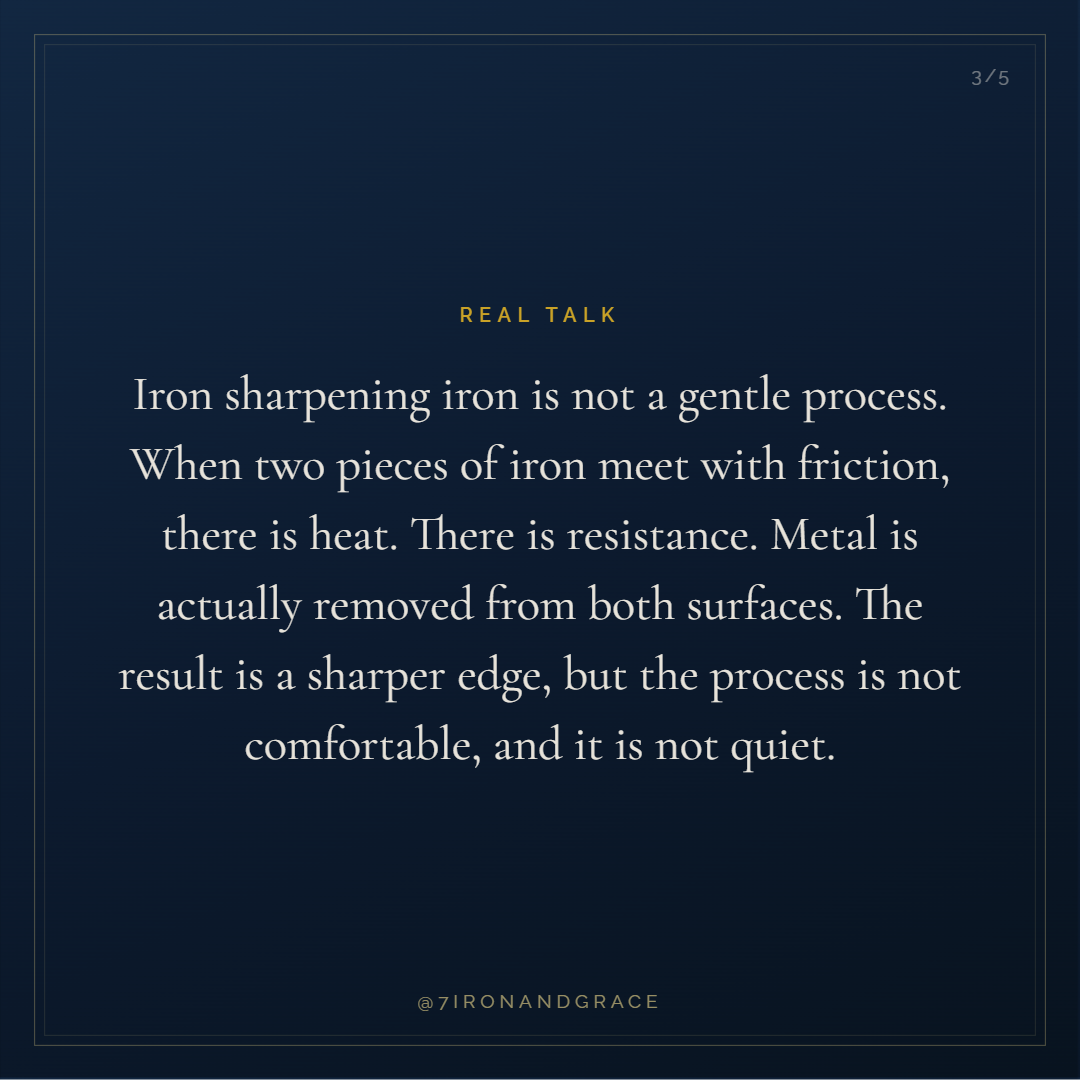 3/5
REAL TALK
Iron sharpening iron is not a gentle process.
When two pieces of iron meet with friction,
there is heat. There is resistance. Metal is
actually removed from both surfaces. The
result is a sharper edge, but the process is not
comfortable, and it is not quiet.
@7IRONANDGRACE